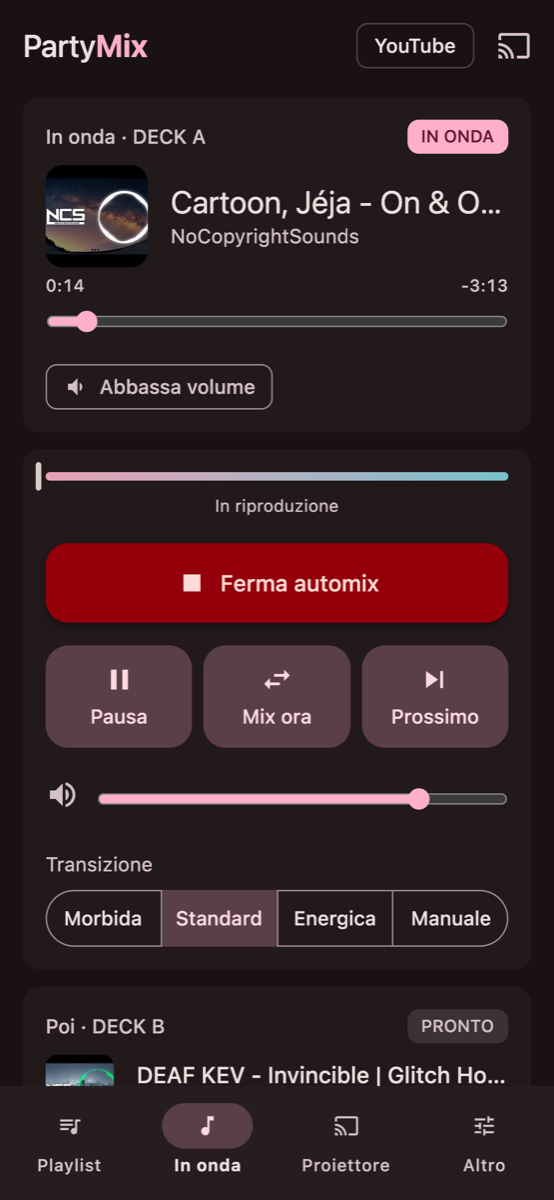 PartyMix
YouTube
In onda · DECK A
IN ONDA
NCS
Cartoon, Jéja - On & O...
NoCopyrightSounds
0:14
-3:13
Abbassa volume
In riproduzione
Ferma automix
Pausa
Mix ora
Prossimo
Transizione
Morbida
Standard
Energica
Manuale
Poi · DECK B
PRONTO
DEAF KEV - Invincible | Glitch Ho...
Playlist
In onda
Proiettore
Altro